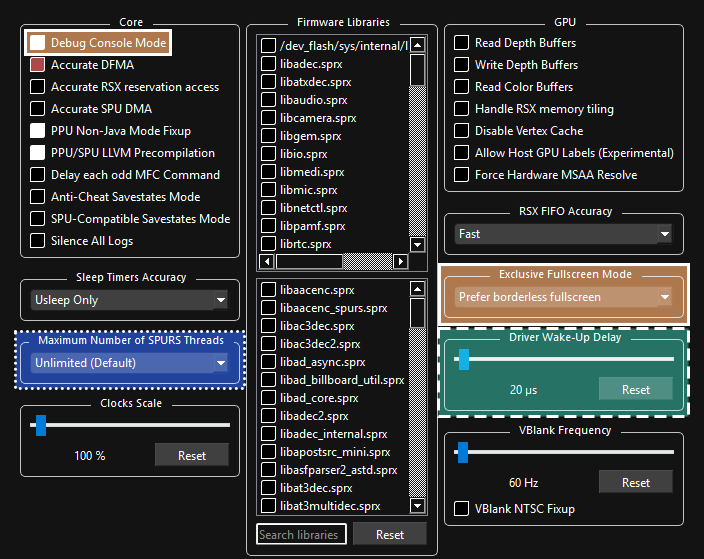 Core
Debug Console Mode
Accurate DFMA
Accurate RSX reservation access
Accurate SPU DMA
PPU Non-Java Mode Fixup
PPU/SPU LLVM Precompilation
Delay each odd MFC Command
Anti-Cheat Savestates Mode
SPU-Compatible Savestates Mode
Silence All Logs
Sleep Timers Accuracy
Usleep Only
Maximum Number of SPURS Threads
Unlimited (Default)
Clocks Scale
100 %
Reset
Firmware Libraries
/dev_flash/sys/internal/l
libadec.sprx
libatxdec.sprx
libaudio.sprx
libcamera.sprx
libgem.sprx
libio.sprx
libmedi.sprx
libmic.sprx
libnetctl.sprx
libpamf.sprx
librtc.sprx
libaacenc.sprx
libaacenc_spurs.sprx
libac3dec.sprx
libac3dec2.sprx
libad_async.sprx
libad_billboard_util.sprx
libad_core.sprx
libadec2.sprx
libadec_internal.sprx
libapostsrc_mini.sprx
libasfparser2_astd.sprx
libat3dec.sprx
libat3multidec.sprx
Search libraries
Reset
GPU
Read Depth Buffers
Write Depth Buffers
Read Color Buffers
Handle RSX memory tiling
Disable Vertex Cache
Allow Host GPU Labels (Experimental)
Force Hardware MSAA Resolve
RSX FIFO Accuracy
Fast
Exclusive Fullscreen Mode
Prefer borderless fullscreen
Driver Wake-Up Delay
20 µs
Reset
VBlank Frequency
60 Hz
Reset
VBlank NTSC Fixup